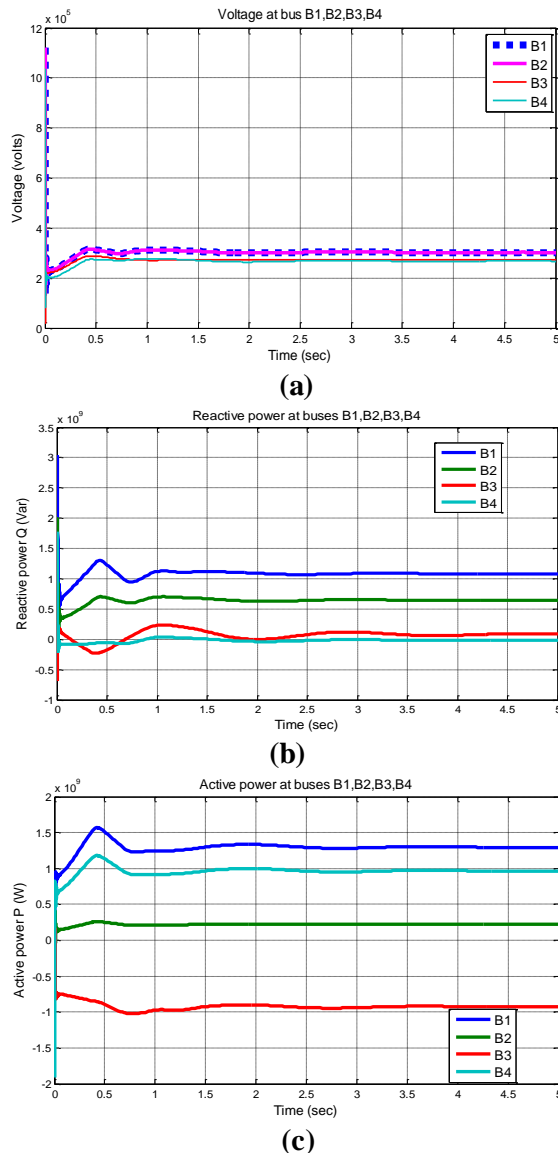 Voltage at bus B1,B2,B3,B4
x 10^5
12
10
8
6
4
2
0
Voltage (volts)
B1
B2
B3
B4
0 0.5 1 1.5 2 2.5 3 3.5 4 4.5 5
Time (sec)
(a)
Reactive power at buses B1,B2,B3,B4
x 10^9
3.5
3
2.5
2
1.5
1
0.5
0
-0.5
-1
Reactive power Q (Var)
B1
B2
B3
B4
0 0.5 1 1.5 2 2.5 3 3.5 4 4.5 5
Time (sec)
(b)
Active power at buses B1,B2,B3,B4
x 10^9
2
1.5
1
0.5
0
-0.5
-1
-1.5
-2
Active power P (W)
B1
B2
B3
B4
0 0.5 1 1.5 2 2.5 3 3.5 4 4.5 5
Time (sec)
(c)